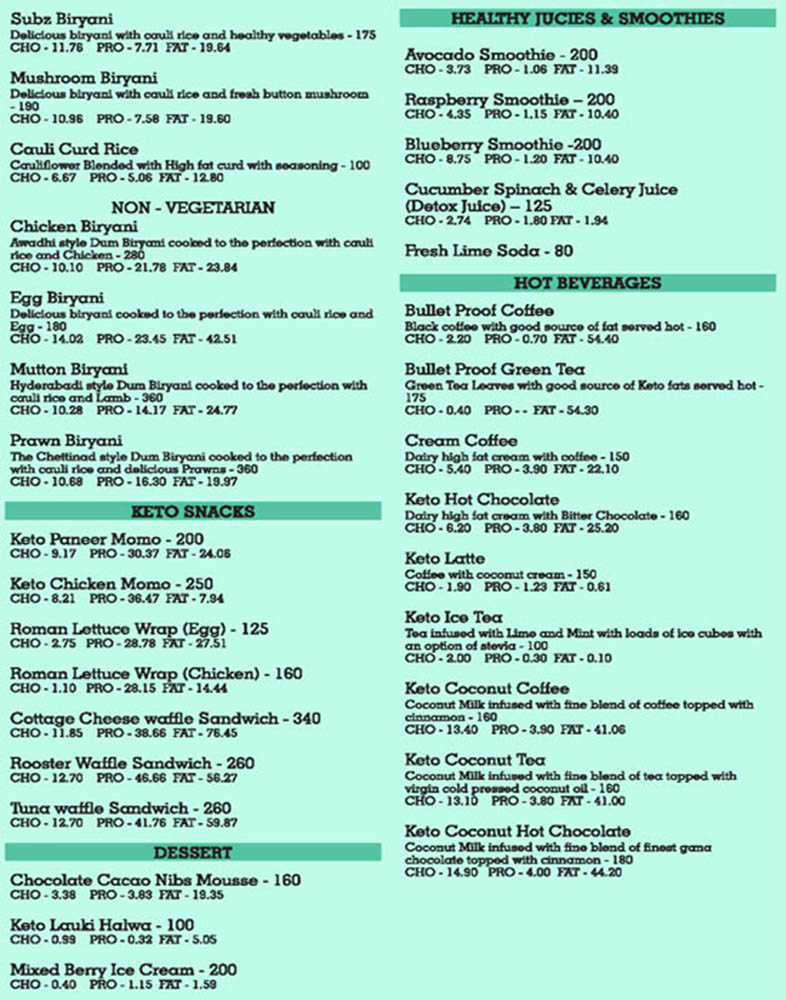 Subz Biryani
Delicious biryani with cauli rice and healthy vegetables - 175
CHO - 11.76 PRO - 7.71 FAT - 19.64
Mushroom Biryani
Delicious biryani with cauli rice and fresh button mushroom
- 190
CHO - 10.96 PRO - 7.58 FAT - 19.60
Cauli Curd Rice
Cauliflower Blended with High fat curd with seasoning - 100
CHO - 6.67 PRO - 5.06 FAT - 12.80
NON - VEGETARIAN
Chicken Biryani
Awadhi style Dum Biryani cooked to the perfection with cauli
rice and Chicken - 280
CHO - 10.10 PRO - 21.78 FAT - 23.84
Egg Biryani
Delicious biryani cooked to the perfection with cauli rice and
Egg - 180
CHO - 14.02 PRO - 23.45 FAT - 42.51
Mutton Biryani
Hyderabadi style Dum Biryani cooked to the perfection with
cauli rice and Lamb - 360
CHO - 10.28 PRO - 14.17 FAT - 24.77
Prawn Biryani
The Chettinad style Dum Biryani cooked to the perfection
with cauli rice and delicious Prawns - 360
CHO - 10.68 PRO - 16.30 FAT - 19.97
KETO SNACKS
Keto Paneer Momo - 200
CHO - 9.17 PRO - 30.37 FAT - 24.06
Keto Chicken Momo - 250
CHO - 8.21 PRO - 36.47 FAT - 7.94
Roman Lettuce Wrap (Egg) - 125
CHO - 2.75 PRO - 28.78 FAT - 27.51
Roman Lettuce Wrap (Chicken) - 160
CHO - 1.10 PRO - 28.15 FAT - 14.44
Cottage Cheese waffle Sandwich - 340
CHO - 11.85 PRO - 38.66 FAT - 76.45
Rooster Waffle Sandwich - 260
CHO - 12.70 PRO - 46.66 FAT - 56.27
Tuna waffle Sandwich - 260
CHO - 12.70 PRO - 41.76 FAT - 59.87
DESSERT
Chocolate Cacao Nibs Mousse - 160
CHO - 3.38 PRO - 3.83 FAT - 19.35
Keto Lauki Halwa - 100
CHO - 0.99 PRO - 0.32 FAT - 5.05
Mixed Berry Ice Cream - 200
CHO - 0.40 PRO - 1.15 FAT - 1.59
HEALTHY JUCIES & SMOOTHIES
Avocado Smoothie - 200
CHO - 3.73 PRO - 1.06 FAT - 11.39
Raspberry Smoothie – 200
CHO - 4.35 PRO - 1.15 FAT - 10.40
Blueberry Smoothie -200
CHO - 8.75 PRO - 1.20 FAT - 10.40
Cucumber Spinach & Celery Juice
(Detox Juice) – 125
CHO - 2.74 PRO - 1.80 FAT - 1.94
Fresh Lime Soda - 80
HOT BEVERAGES
Bullet Proof Coffee
Black coffee with good source of fat served hot - 160
CHO - 2.20 PRO - 0.70 FAT - 54.40
Bullet Proof Green Tea
Green Tea Leaves with good source of Keto fats served hot -
175
CHO - 0.40 PRO - - FAT - 54.30
Cream Coffee
Dairy high fat cream with coffee - 150
CHO - 5.40 PRO - 3.90 FAT - 22.10
Keto Hot Chocolate
Dairy high fat cream with Bitter Chocolate - 160
CHO - 6.20 PRO - 3.80 FAT - 25.20
Keto Latte
Coffee with coconut cream - 150
CHO - 1.90 PRO - 1.23 FAT - 0.61
Keto Ice Tea
Tea infused with Lime and Mint with loads of ice cubes with
an option of stevia - 100
CHO - 2.00 PRO - 0.30 FAT - 0.10
Keto Coconut Coffee
Coconut Milk infused with fine blend of coffee topped with
cinnamon - 160
CHO - 13.40 PRO - 3.90 FAT - 41.06
Keto Coconut Tea
Coconut Milk infused with fine blend of tea topped with
virgin cold pressed coconut oil - 160
CHO - 13.10 PRO - 3.80 FAT - 41.00
Keto Coconut Hot Chocolate
Coconut Milk infused with fine blend of finest gana
chocolate topped with cinnamon - 180
CHO - 14.90 PRO - 4.00 FAT - 44.20